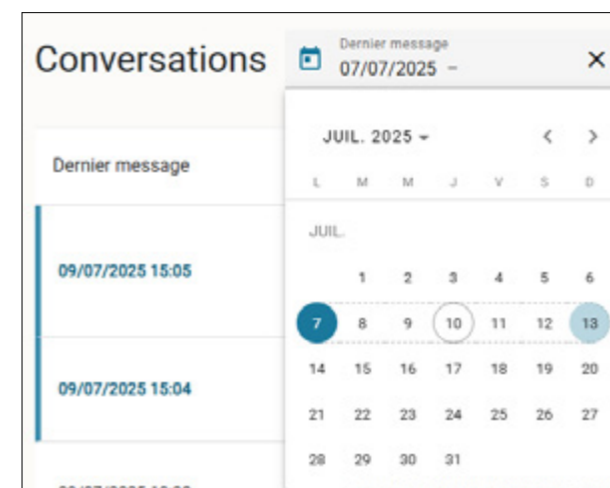 Conversations
Dernier message
07/07/2025 –
JUIL. 2025
L M M J V S D
JUIL.
1 2 3 4 5 6
7 8 9 10 11 12 13
14 15 16 17 18 19 20
21 22 23 24 25 26 27
28 29 30 31
Dernier message
09/07/2025 15:05
09/07/2025 15:04